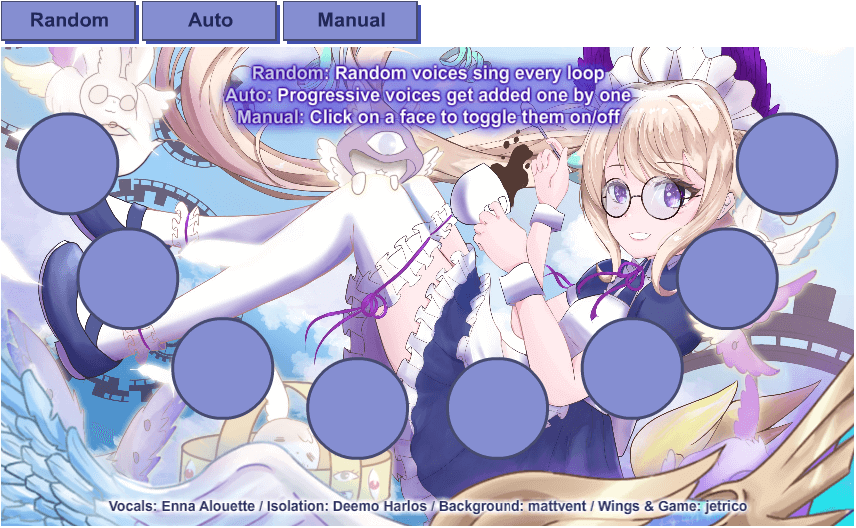 Random Auto Manual
Random: Random voices sing every loop
Auto: Progressive voices get added one by one
Manual: Click on a face to toggle them on/off
Vocals: Enna Alouette / Isolation: Deemo Harlos / Background: mattvent / Wings & Game: jetrico